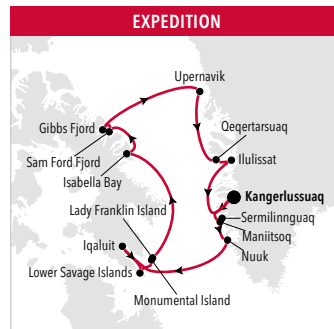 EXPEDITION
Upernavik
Qeqertarsuaq
Gibbs Fjord
Ilulissat
Sam Ford Fjord
Isabella Bay
Kangerlussuaq
Lady Franklin Island
Sermilinnguaq
Maniitsoq
Iqaluit
Nuuk
Lower Savage Islands
Monumental Island